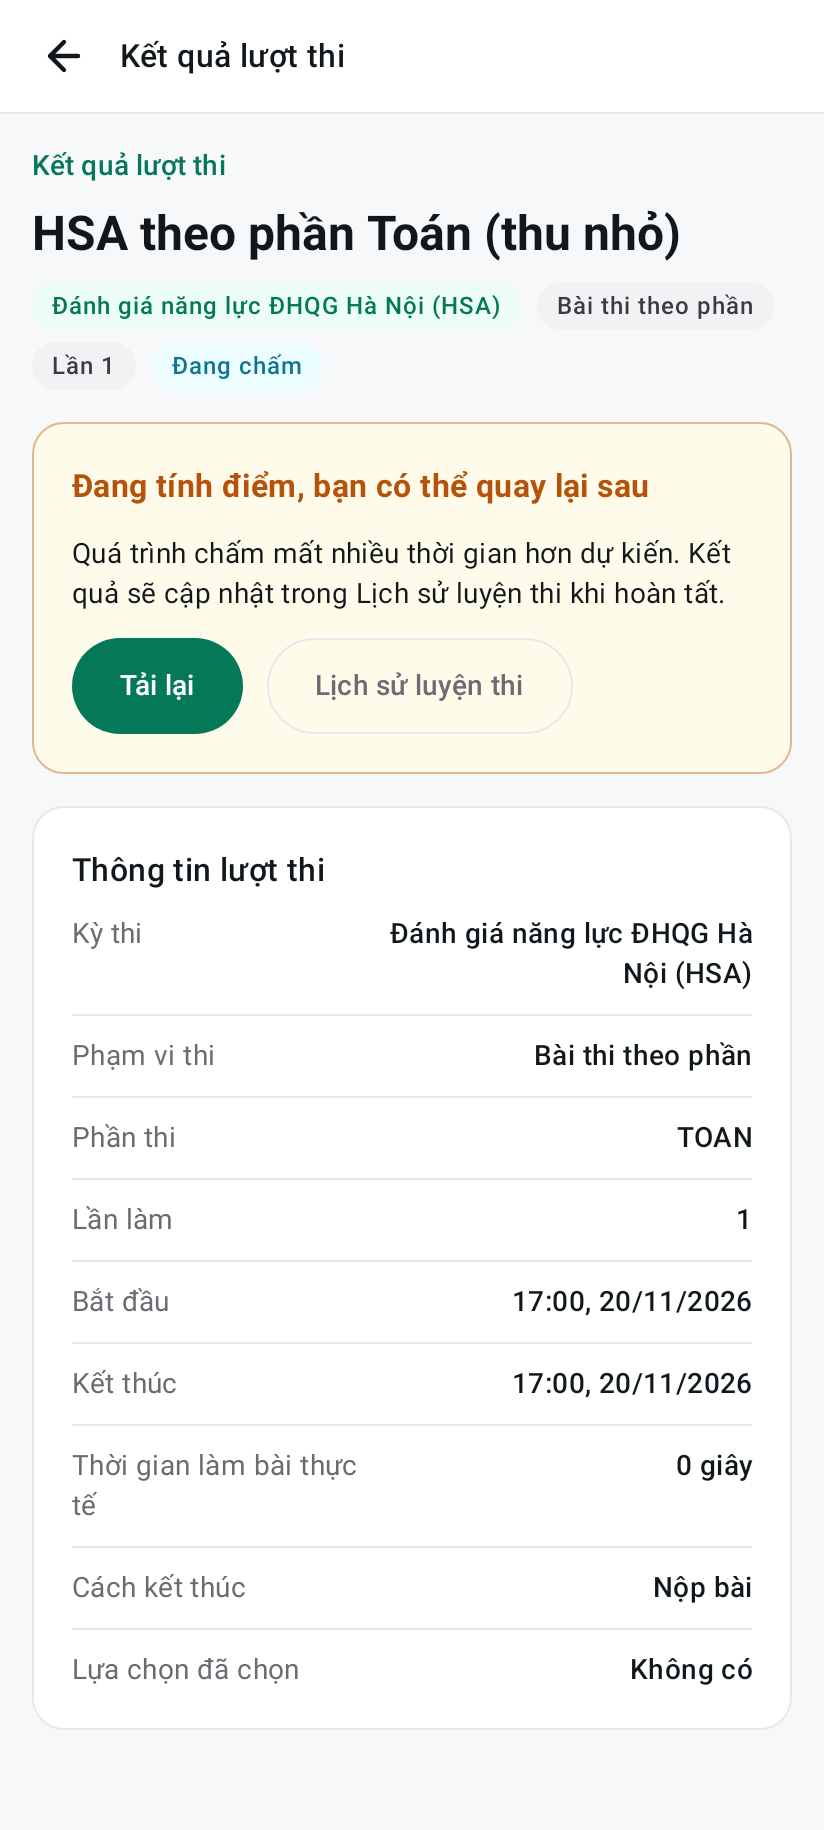 Kết quả lượt thi
Kết quả lượt thi
HSA theo phần Toán (thu nhỏ)
Đánh giá năng lực ĐHQG Hà Nội (HSA)
Bài thi theo phần
Lần 1
Đang chấm
Đang tính điểm, bạn có thể quay lại sau
Quá trình chấm mất nhiều thời gian hơn dự kiến. Kết
quả sẽ cập nhật trong Lịch sử luyện thi khi hoàn tất.
Tải lại
Lịch sử luyện thi
Thông tin lượt thi
Kỳ thi
Đánh giá năng lực ĐHQG Hà
Nội (HSA)
Phạm vi thi
Bài thi theo phần
Phần thi
TOAN
Lần làm
1
Bắt đầu
17:00, 20/11/2026
Kết thúc
17:00, 20/11/2026
Thời gian làm bài thực
tế
0 giây
Cách kết thúc
Nộp bài
Lựa chọn đã chọn
Không có